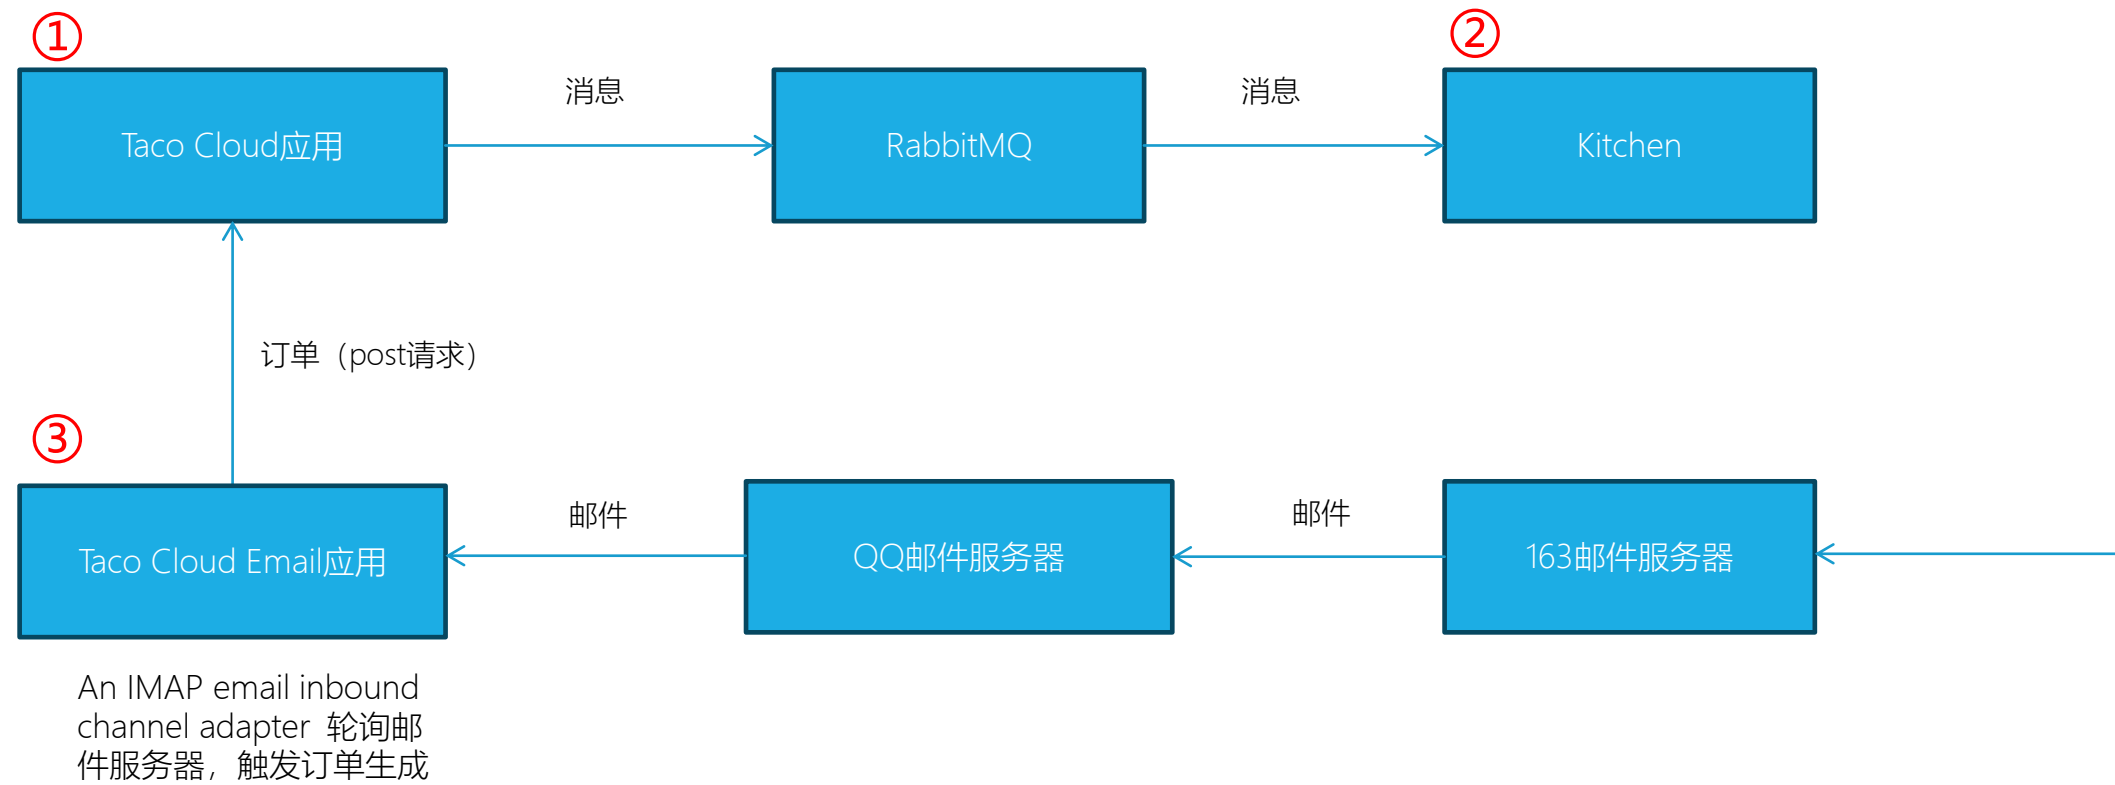 ①
②
消息
消息
Taco Cloud应用
RabbitMQ
Kitchen
订单（post请求）
③
邮件
邮件
Taco Cloud Email应用
QQ邮件服务器
163邮件服务器
An IMAP email inbound
channel adapter 轮询邮
件服务器，触发订单生成